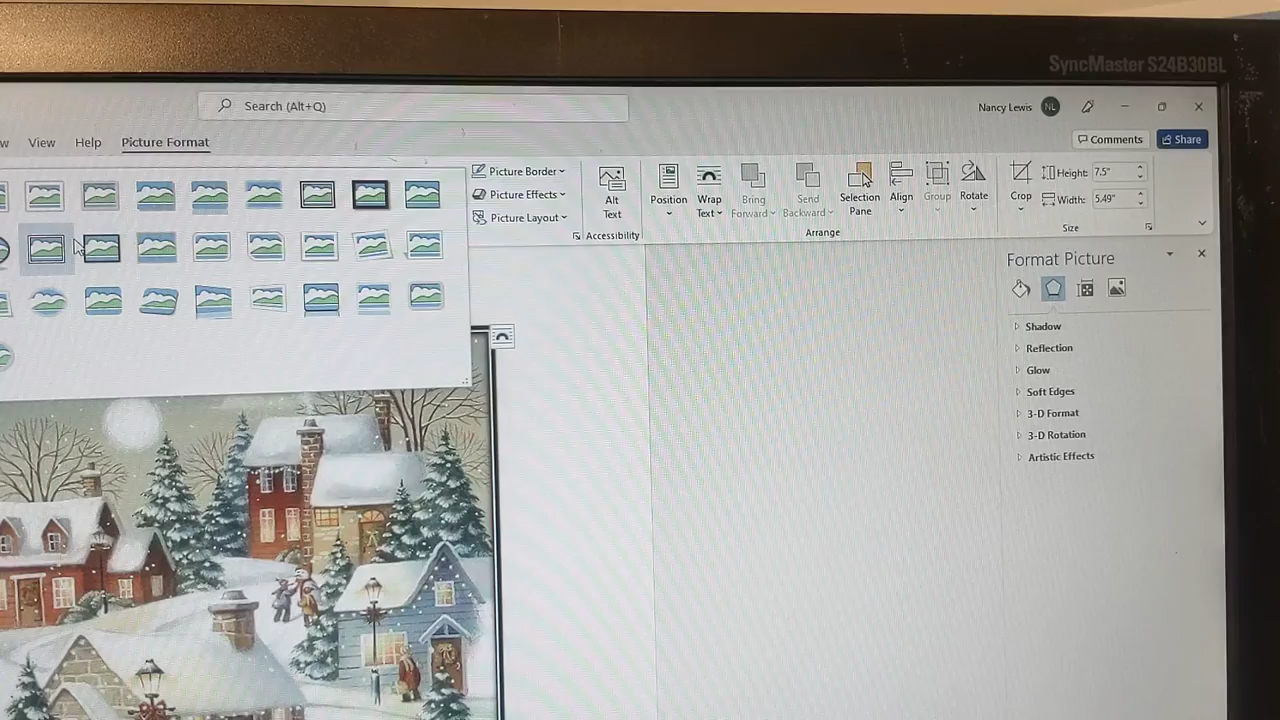 SyncMaster S24B30BL
Search (Alt+Q)
Nancy Lewis NL
View Help Picture Format
Comments Share
Picture Border
Picture Effects
Picture Layout
Alt Text
Accessibility
Position
Wrap Text
Bring Forward
Send Backward
Selection Pane
Align
Group
Rotate
Arrange
Crop
Height: 7.5"
Width: 5.49"
Size
Format Picture
Shadow
Reflection
Glow
Soft Edges
3-D Format
3-D Rotation
Artistic Effects